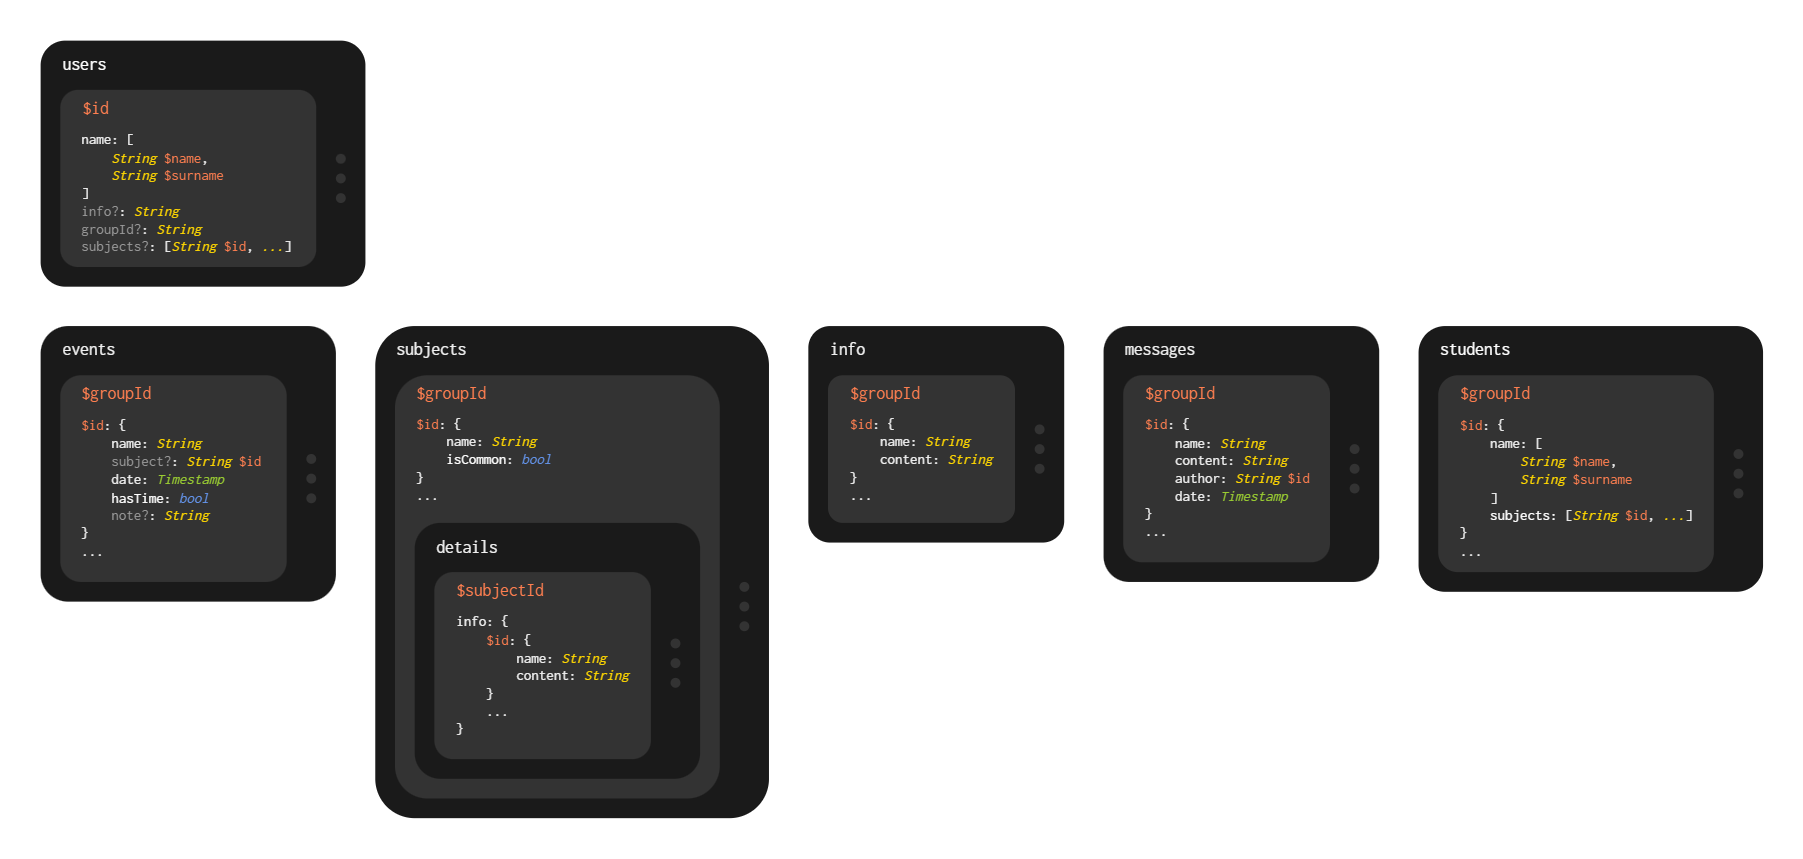 users
$id
name: [
    String $name,
    String $surname
]
info?: String
groupId?: String
subjects?: [String $id, ...]
events
$groupId
$id: {
    name: String
    subject?: String $id
    date: Timestamp
    hasTime: bool
    note?: String
}
...
subjects
$groupId
$id: {
    name: String
    isCommon: bool
}
...
details
$subjectId
info: {
    $id: {
        name: String
        content: String
    }
    ...
}
info
$groupId
$id: {
    name: String
    content: String
}
...
messages
$groupId
$id: {
    name: String
    content: String
    author: String $id
    date: Timestamp
}
...
students
$groupId
$id: {
    name: [
        String $name,
        String $surname
    ]
    subjects: [String $id, ...]
}
...